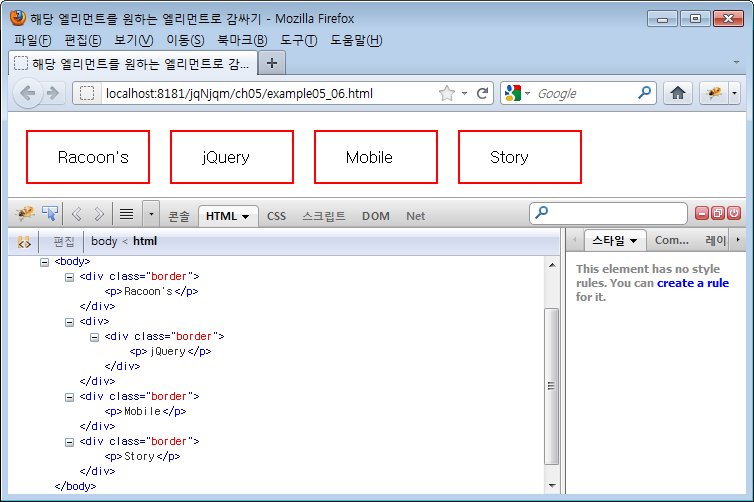 해당 엘리먼트를 원하는 엘리먼트로 감싸기 - Mozilla Firefox
파일(F) 편집(E) 보기(V) 이동(S) 북마크(B) 도구(T) 도움말(H)
해당 엘리먼트를 원하는 엘리먼트로 감...
localhost:8181/jqNjqm/ch05/example05_06.html
Google
Racoon's jQuery Mobile Story
콘솔 HTML CSS 스크립트 DOM Net
편집 body < html
스타일 Com... 레이
<body>
<div class="border">
<p>Racoon's</p>
</div>
<div>
<div class="border">
<p>jQuery</p>
</div>
</div>
<div class="border">
<p>Mobile</p>
</div>
<div class="border">
<p>Story</p>
</div>
</body>
This element has no style
rules. You can create a rule
for it.